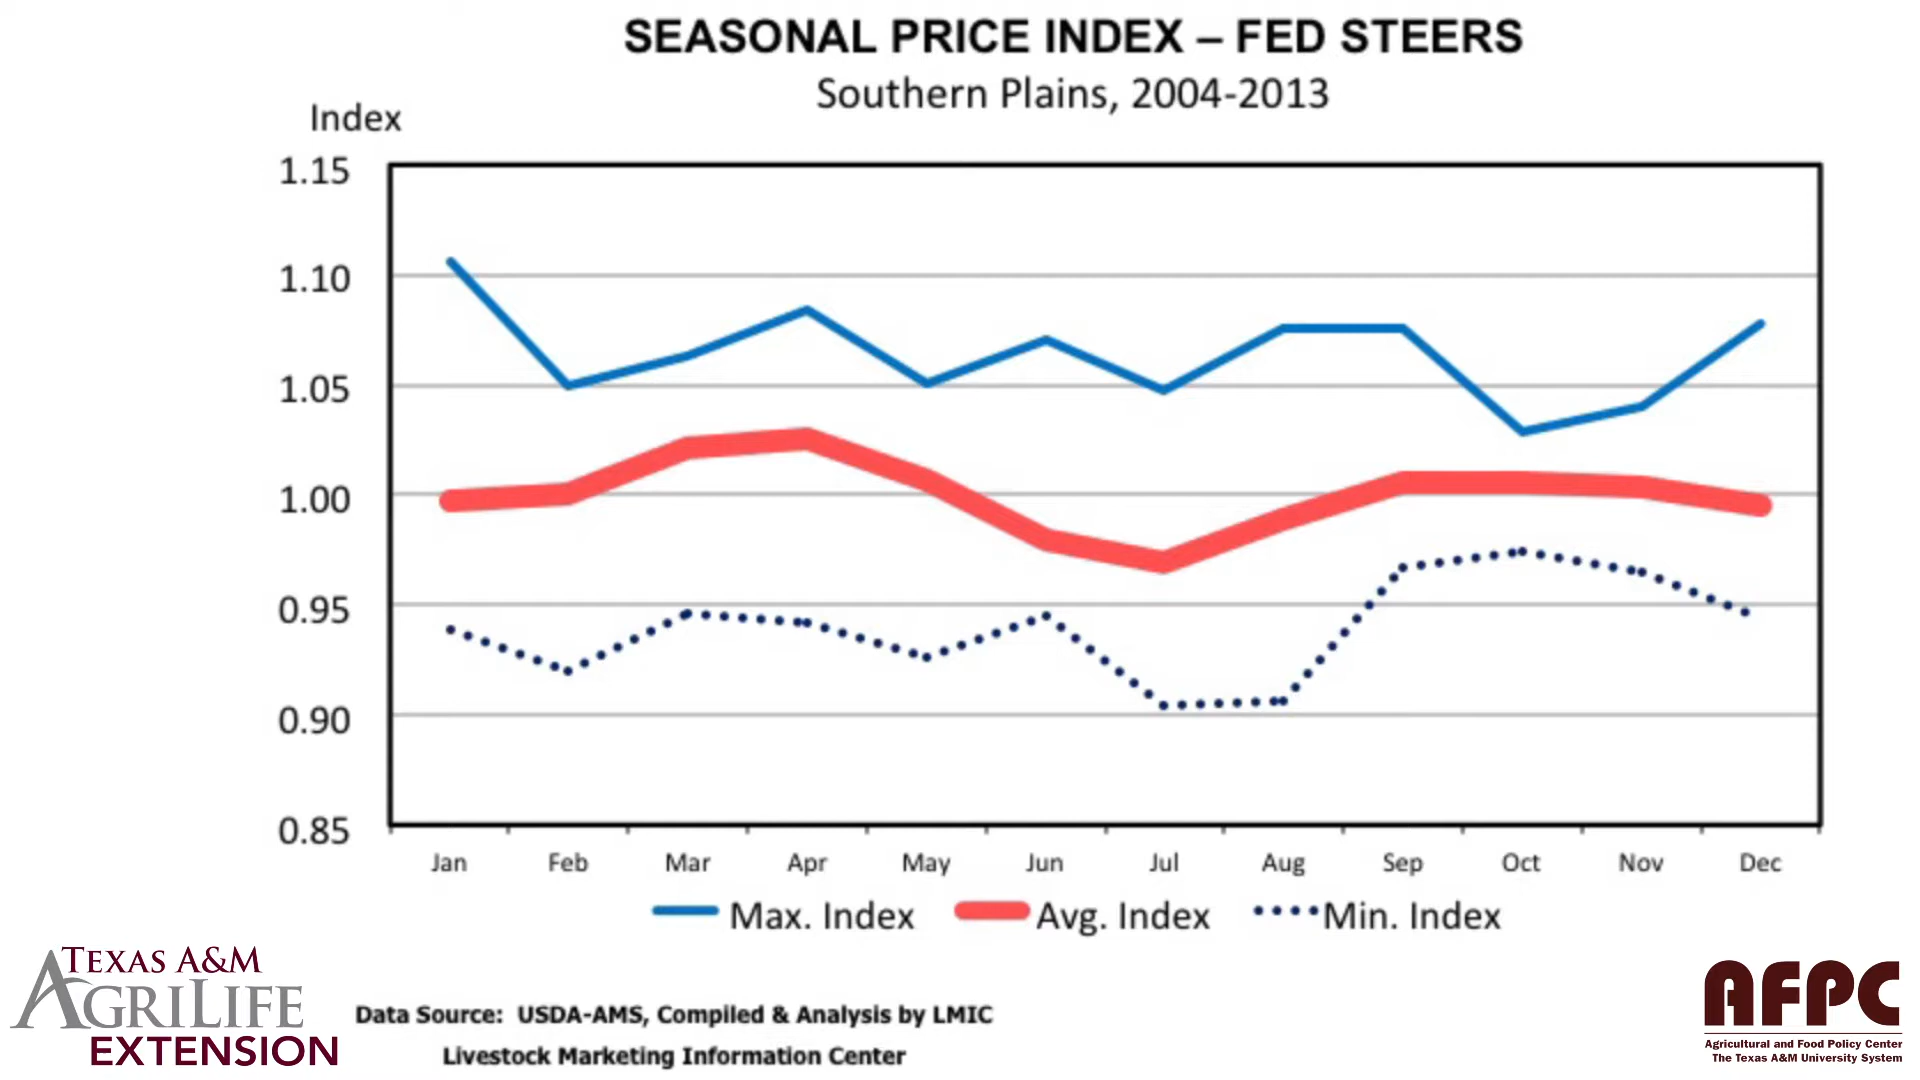 SEASONAL PRICE INDEX – FED STEERS
Southern Plains, 2004-2013
Index
1.15
1.10
1.05
1.00
0.95
0.90
0.85
Jan Feb Mar Apr May Jun Jul Aug Sep Oct Nov Dec
Max. Index Avg. Index Min. Index
TEXAS A&M
AGRILIFE
EXTENSION
Data Source: USDA-AMS, Compiled & Analysis by LMIC
Livestock Marketing Information Center
AFPC
Agricultural and Food Policy Center
The Texas A&M University System